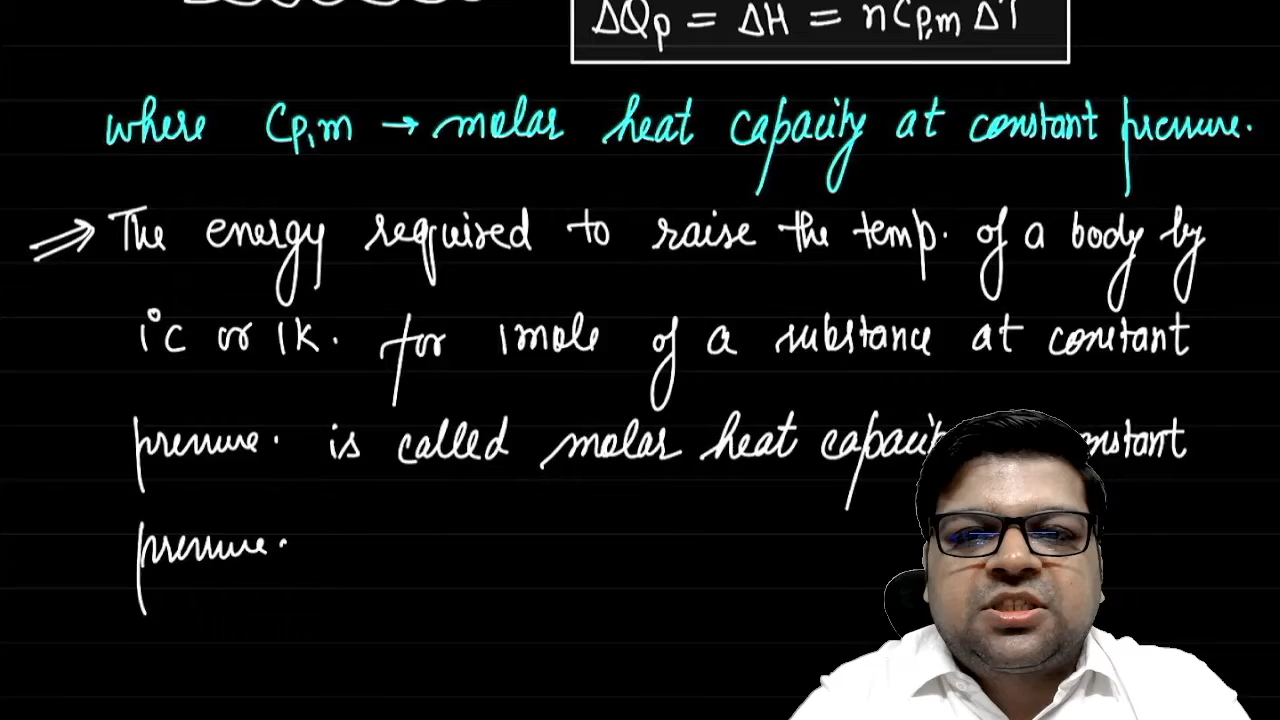 ΔQp = ΔH = nCp,m ΔT
where Cp,m → molar heat capacity at constant pressure.
⇒ The energy required to raise the temp. of a body by
1°C or 1K. for 1mole of a substance at constant
pressure. is called molar heat capacity constant
pressure.